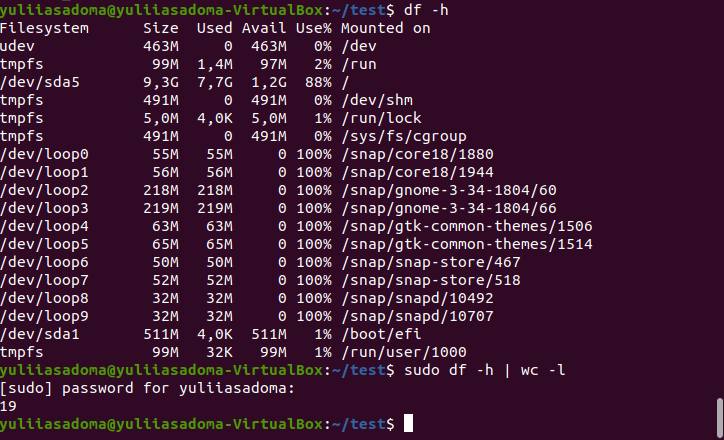 yuliiasadoma@yuliiasadoma-VirtualBox:~/test$ df -h
Filesystem      Size  Used Avail Use% Mounted on
udev            463M     0  463M   0% /dev
tmpfs            99M  1,4M   97M   2% /run
/dev/sda5       9,3G  7,7G  1,2G  88% /
tmpfs           491M     0  491M   0% /dev/shm
tmpfs           5,0M  4,0K  5,0M   1% /run/lock
tmpfs           491M     0  491M   0% /sys/fs/cgroup
/dev/loop0       55M   55M     0 100% /snap/core18/1880
/dev/loop1       56M   56M     0 100% /snap/core18/1944
/dev/loop2      218M  218M     0 100% /snap/gnome-3-34-1804/60
/dev/loop3      219M  219M     0 100% /snap/gnome-3-34-1804/66
/dev/loop4       63M   63M     0 100% /snap/gtk-common-themes/1506
/dev/loop5       65M   65M     0 100% /snap/gtk-common-themes/1514
/dev/loop6       50M   50M     0 100% /snap/snap-store/467
/dev/loop7       52M   52M     0 100% /snap/snap-store/518
/dev/loop8       32M   32M     0 100% /snap/snapd/10492
/dev/loop9       32M   32M     0 100% /snap/snapd/10707
/dev/sda1       511M  4,0K  511M   1% /boot/efi
tmpfs            99M   32K   99M   1% /run/user/1000
yuliiasadoma@yuliiasadoma-VirtualBox:~/test$ sudo df -h | wc -l
[sudo] password for yuliiasadoma:
19
yuliiasadoma@yuliiasadoma-VirtualBox:~/test$